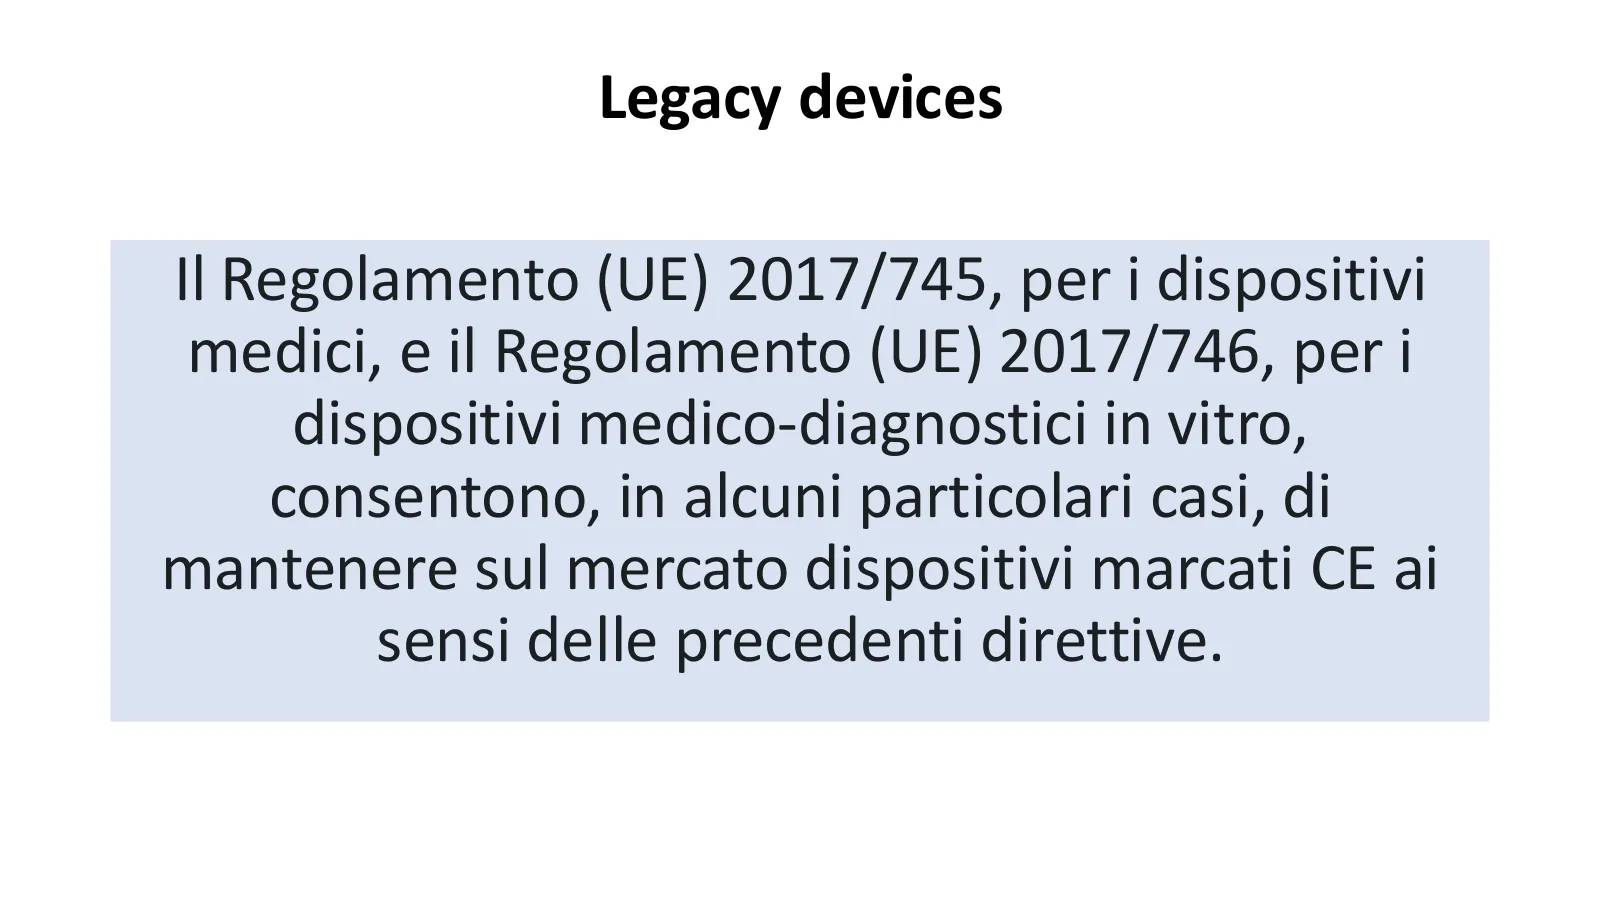 Legacy devices
Il Regolamento (UE) 2017/745, per i dispositivi
medici, e il Regolamento (UE) 2017/746, per i
dispositivi medico-diagnostici in vitro,
consentono, in alcuni particolari casi, di
mantenere sul mercato dispositivi marcati CE ai
sensi delle precedenti direttive.